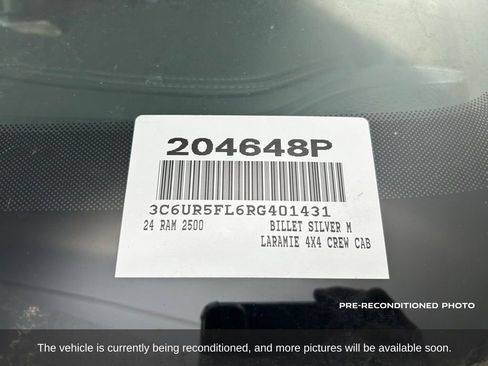 204648P
3C6UR5FL6RG401431
24 RAM 2500 BILLET SILVER M
LARAMIE 4X4 CREW CAB
PRE-RECONDITIONED PHOTO
The vehicle is currently being reconditioned, and more pictures will be available soon.